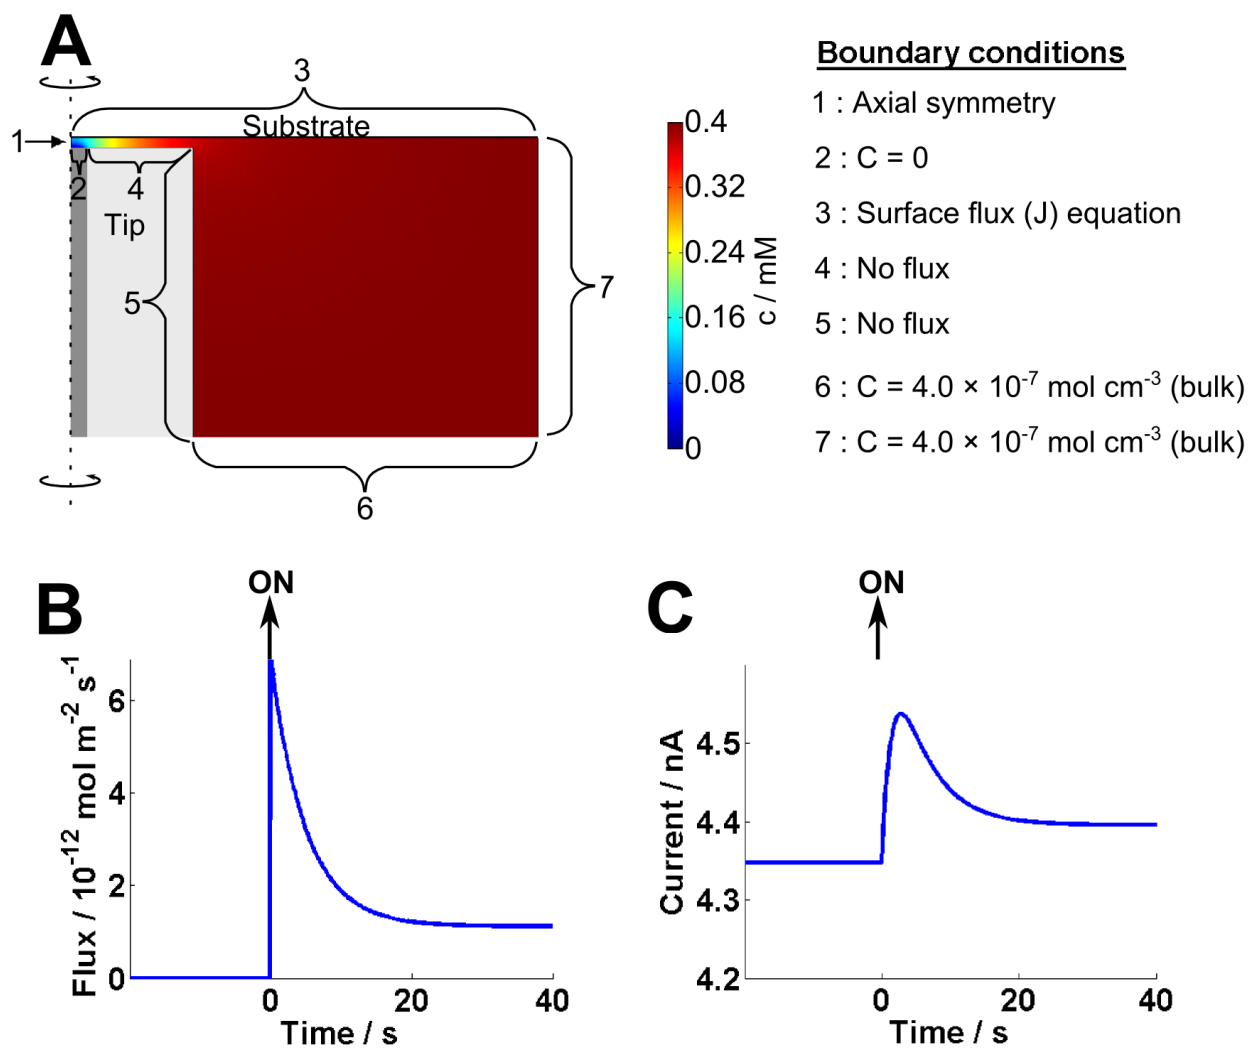 A
Boundary conditions
1 : Axial symmetry
2 : C = 0
3 : Surface flux (J) equation
4 : No flux
5 : No flux
6 : C = 4.0 × 10⁻⁷ mol cm⁻³ (bulk)
7 : C = 4.0 × 10⁻⁷ mol cm⁻³ (bulk)
3
Substrate
1
2
4
Tip
5
7
6
0.4
0.32
0.24
0.16
0.08
0
c / mM
B
ON
Flux / 10⁻¹² mol m⁻² s⁻¹
6
4
2
0
0
20
40
Time / s
C
ON
Current / nA
4.5
4.4
4.3
4.2
0
20
40
Time / s